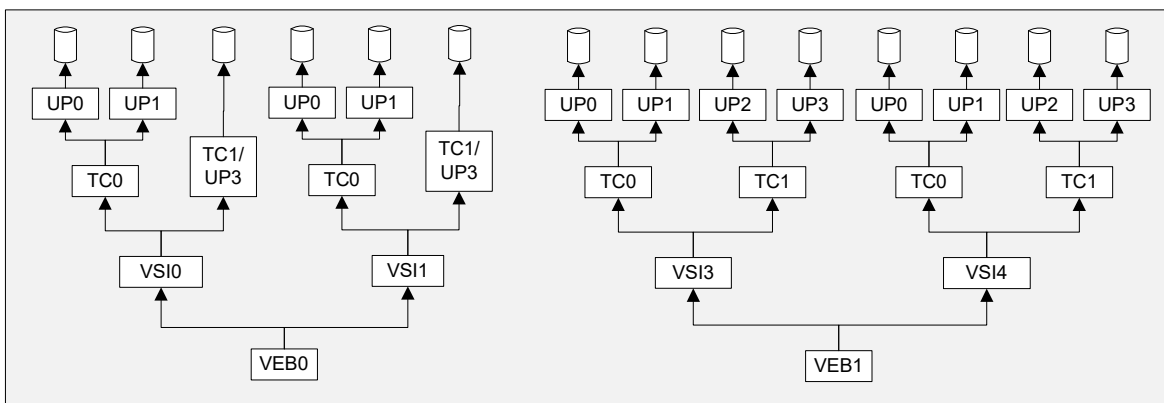 UP0 UP1 UP0 UP1 UP0 UP1 UP2 UP3 UP0 UP1 UP2 UP3
TC1/
UP3
TC1/
UP3
TC0 TC0 TC0 TC1 TC0 TC1
VSI0 VSI1 VSI3 VSI4
VEB0 VEB1